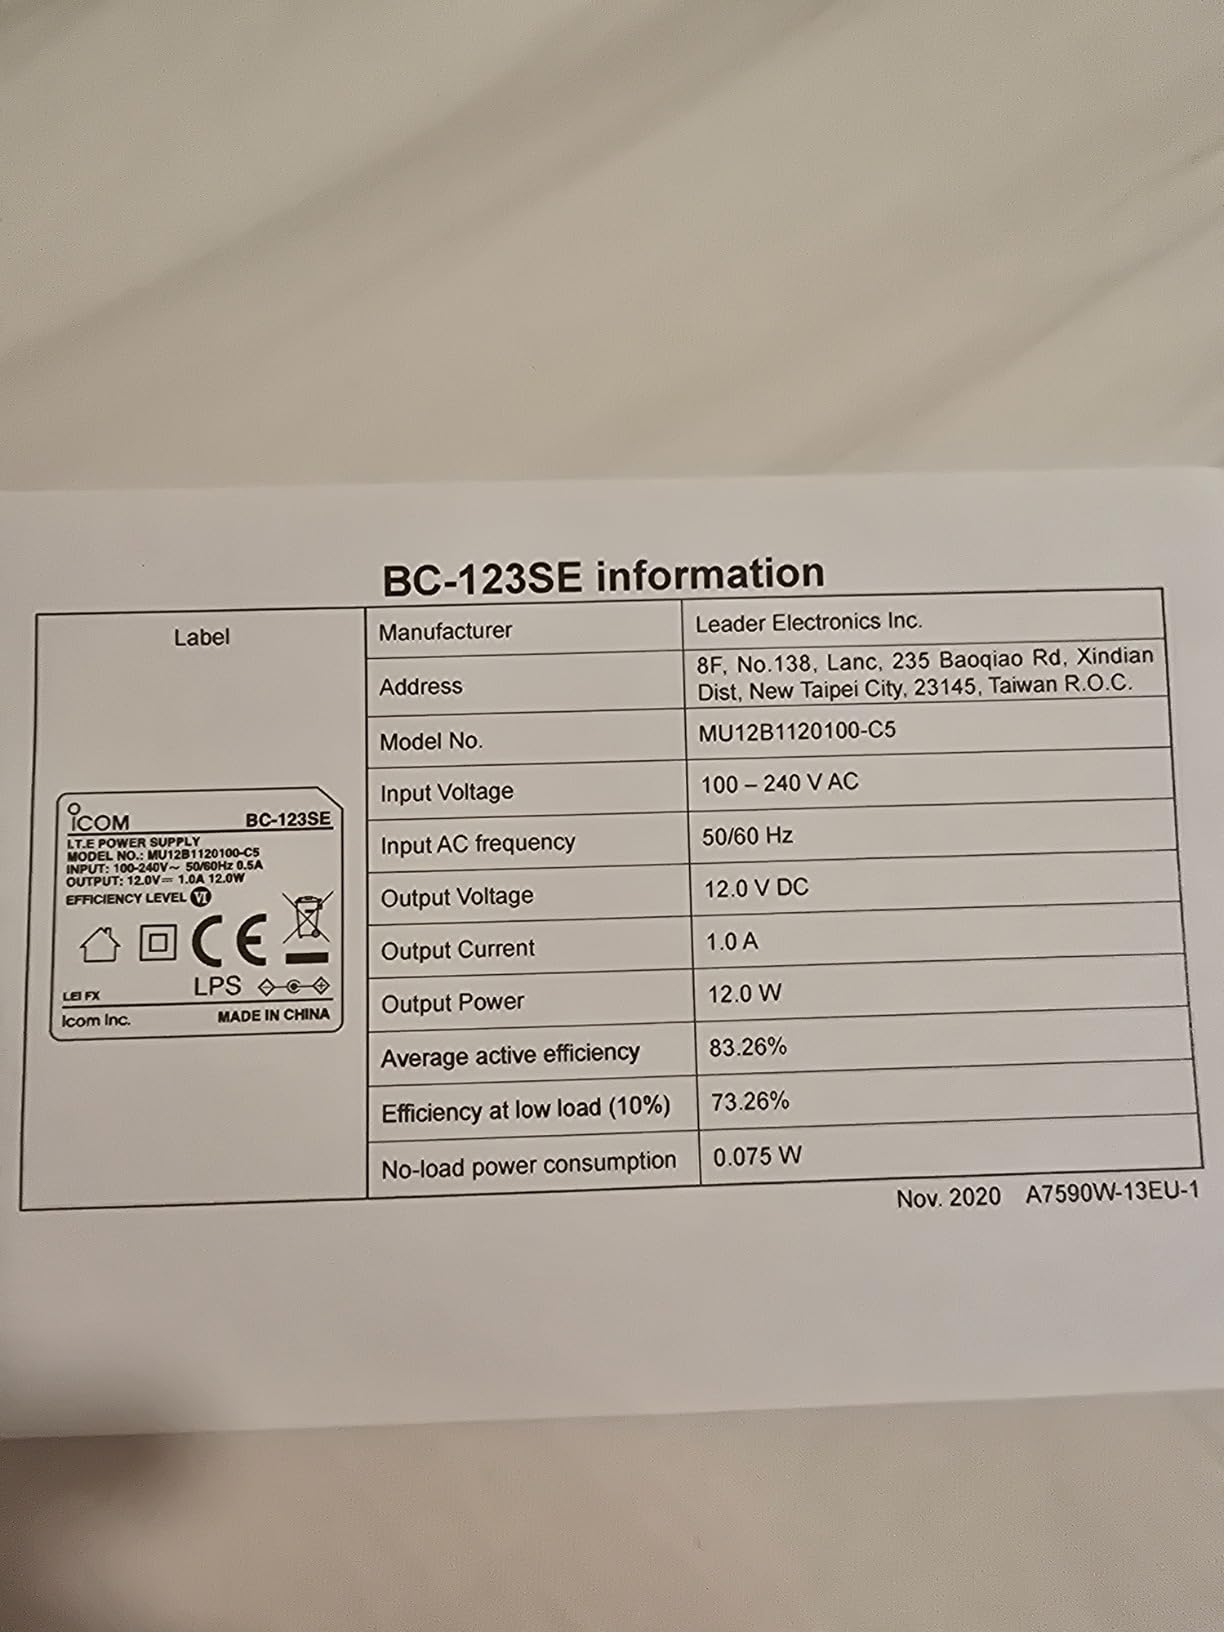 BC-123SE information
Label
iCOM BC-123SE
I.T.E POWER SUPPLY
MODEL NO.: MU12B1120100-C5
INPUT: 100-240V~ 50/60Hz 0.5A
OUTPUT: 12.0V⎓ 1.0A 12.0W
EFFICIENCY LEVEL VI
CE
LPS
LEI FX
Icom Inc. MADE IN CHINA
Manufacturer Leader Electronics Inc.
Address 8F, No.138, Lanc, 235 Baoqiao Rd, Xindian
Dist, New Taipei City, 23145, Taiwan R.O.C.
Model No. MU12B1120100-C5
Input Voltage 100 – 240 V AC
Input AC frequency 50/60 Hz
Output Voltage 12.0 V DC
Output Current 1.0 A
Output Power 12.0 W
Average active efficiency 83.26%
Efficiency at low load (10%) 73.26%
No-load power consumption 0.075 W
Nov. 2020 A7590W-13EU-1